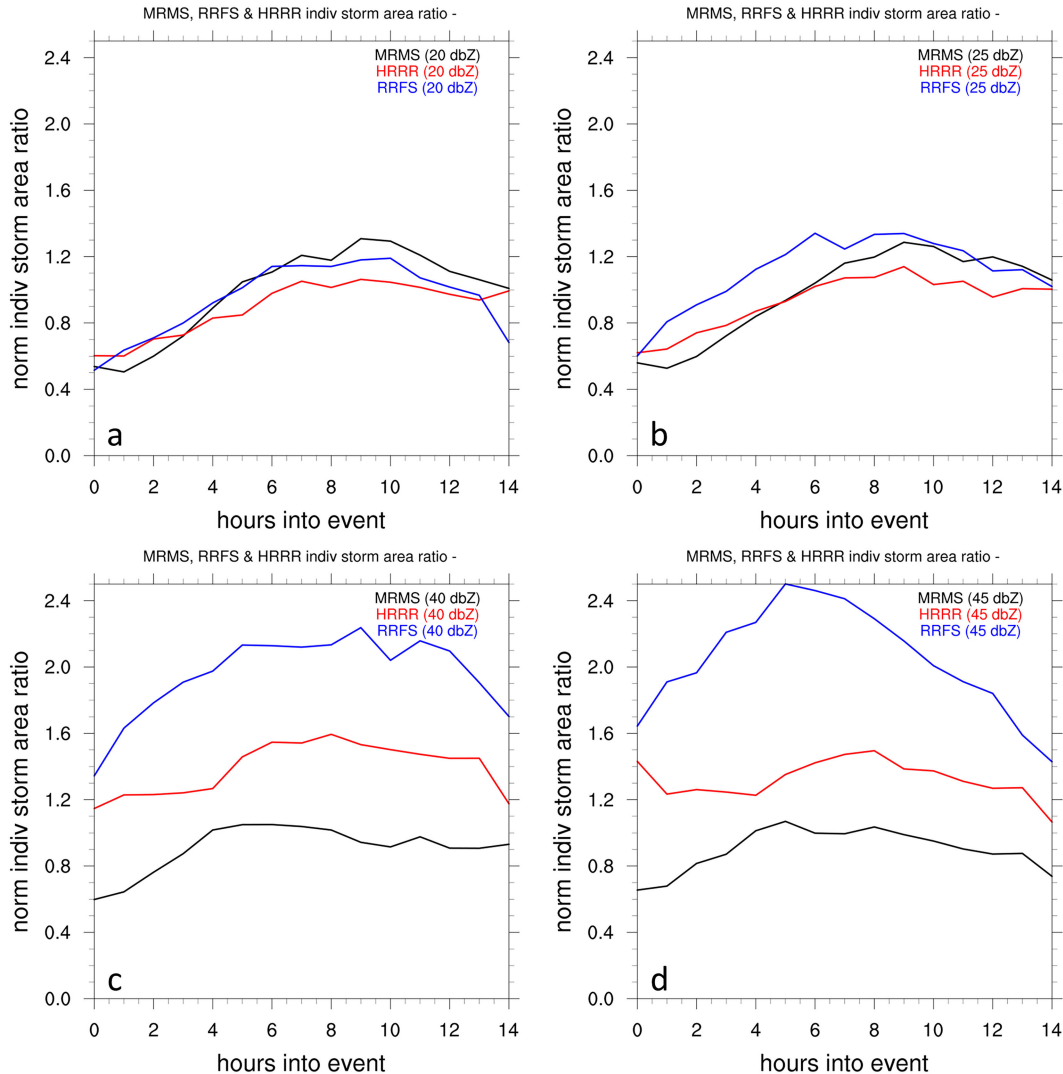 MRMS, RRFS & HRRR indiv storm area ratio -
MRMS (20 dbZ)
HRRR (20 dbZ)
RRFS (20 dbZ)
norm indiv storm area ratio
2.4
2.0
1.6
1.2
0.8
0.4
0.0
a
0 2 4 6 8 10 12 14
hours into event
MRMS, RRFS & HRRR indiv storm area ratio -
MRMS (25 dbZ)
HRRR (25 dbZ)
RRFS (25 dbZ)
norm indiv storm area ratio
2.4
2.0
1.6
1.2
0.8
0.4
0.0
b
0 2 4 6 8 10 12 14
hours into event
MRMS, RRFS & HRRR indiv storm area ratio -
MRMS (40 dbZ)
HRRR (40 dbZ)
RRFS (40 dbZ)
norm indiv storm area ratio
2.4
2.0
1.6
1.2
0.8
0.4
0.0
c
0 2 4 6 8 10 12 14
hours into event
MRMS, RRFS & HRRR indiv storm area ratio -
MRMS (45 dbZ)
HRRR (45 dbZ)
RRFS (45 dbZ)
norm indiv storm area ratio
2.4
2.0
1.6
1.2
0.8
0.4
0.0
d
0 2 4 6 8 10 12 14
hours into event